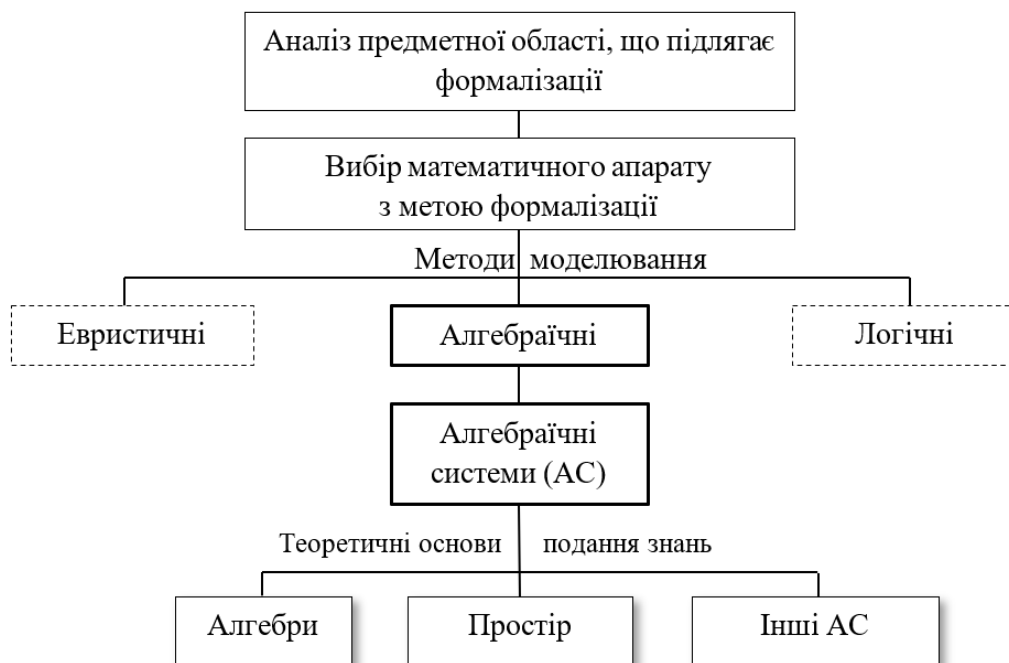 Аналіз предметної області, що підлягає
формалізації
Вибір математичного апарату
з метою формалізації
Методи моделювання
Евристичні
Алгебраїчні
Логічні
Алгебраїчні
системи (АС)
Теоретичні основи подання знань
Алгебри
Простір
Інші АС